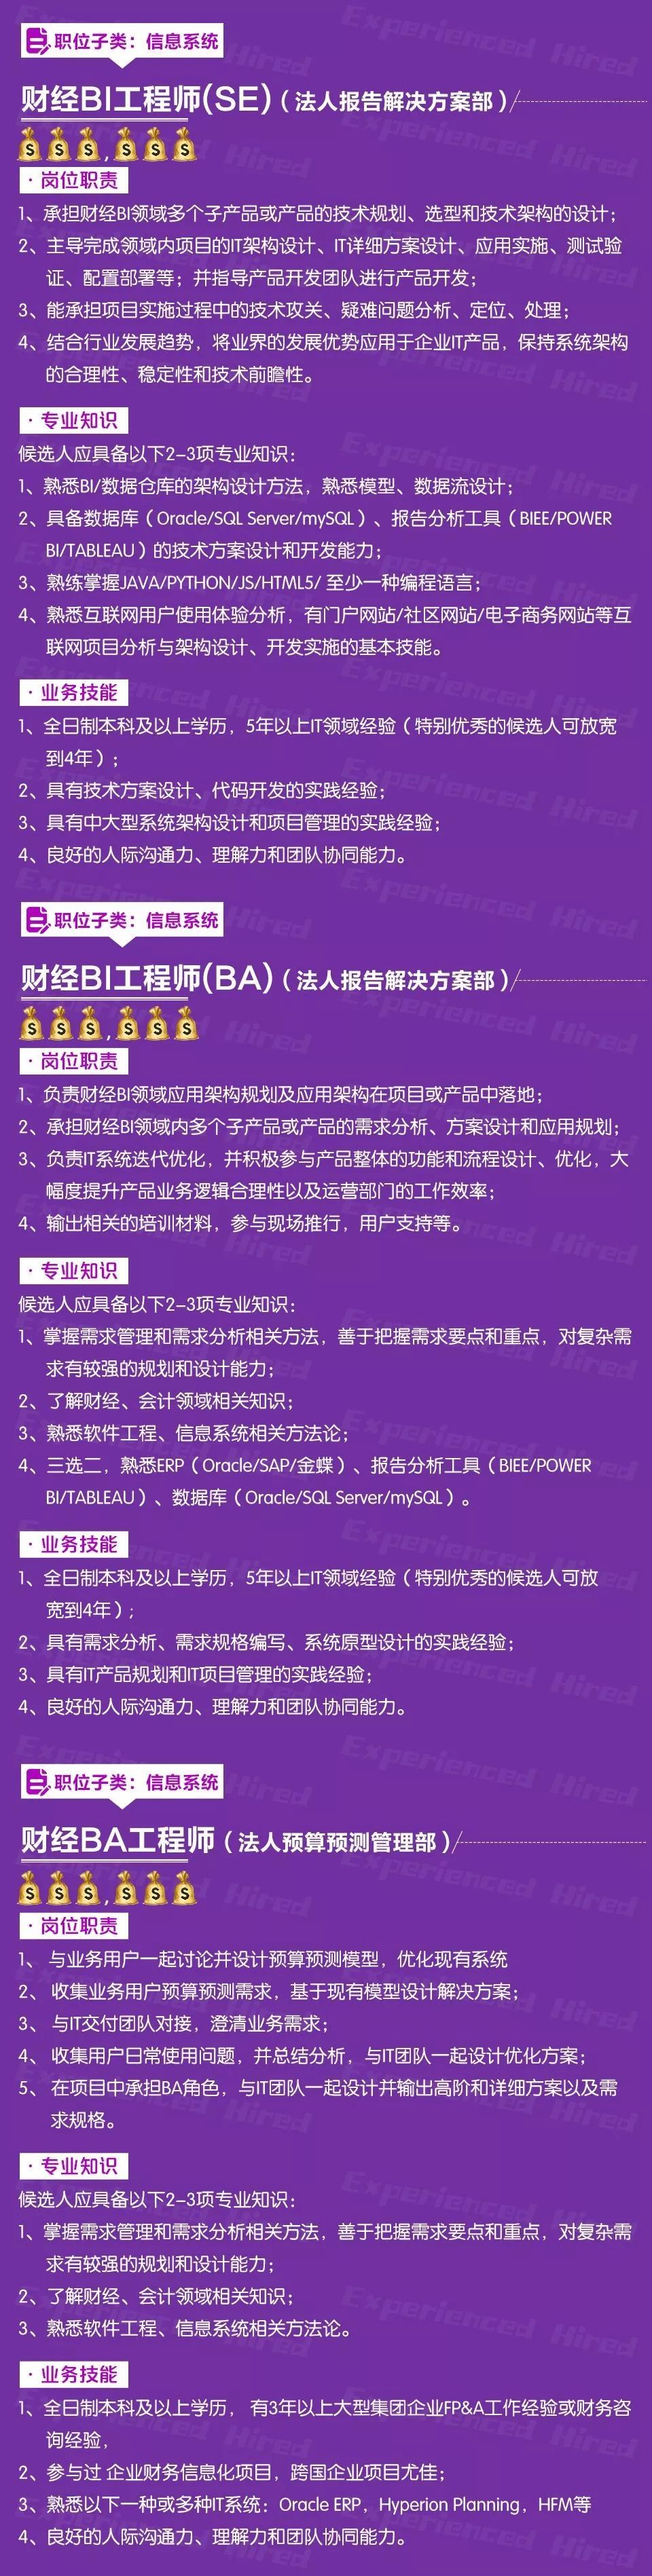 职位子类：信息系统
财经BI工程师(SE)（法人报告解决方案部）
· 岗位职责
1、承担财经BI领域多个子产品或产品的技术规划、选型和技术架构的设计；
2、主导完成领域内项目的IT架构设计、IT详细方案设计、应用实施、测试验
证、配置部署等；并指导产品开发团队进行产品开发；
3、能承担项目实施过程中的技术攻关、疑难问题分析、定位、处理；
4、结合行业发展趋势，将业界的发展优势应用于企业IT产品，保持系统架构
的合理性、稳定性和技术前瞻性。
· 专业知识
候选人应具备以下2-3项专业知识：
1、熟悉BI/数据仓库的架构设计方法，熟悉模型、数据流设计；
2、具备数据库（Oracle/SQL Server/mySQL）、报告分析工具（BIEE/POWER
BI/TABLEAU）的技术方案设计和开发能力；
3、熟练掌握JAVA/PYTHON/JS/HTML5/ 至少一种编程语言；
4、熟悉互联网用户使用体验分析，有门户网站/社区网站/电子商务网站等互
联网项目分析与架构设计、开发实施的基本技能。
· 业务技能
1、全日制本科及以上学历，5年以上IT领域经验（特别优秀的候选人可放宽
到4年）；
2、具有技术方案设计、代码开发的实践经验；
3、具有中大型系统架构设计和项目管理的实践经验；
4、良好的人际沟通力、理解力和团队协同能力。
职位子类：信息系统
财经BI工程师(BA)（法人报告解决方案部）
· 岗位职责
1、负责财经BI领域应用架构规划及应用架构在项目或产品中落地；
2、承担财经BI领域内多个子产品或产品的需求分析、方案设计和应用规划；
3、负责IT系统迭代优化，并积极参与产品整体的功能和流程设计、优化，大
幅度提升产品业务逻辑合理性以及运营部门的工作效率；
4、输出相关的培训材料，参与现场推行，用户支持等。
· 专业知识
候选人应具备以下2-3项专业知识：
1、掌握需求管理和需求分析相关方法，善于把握需求要点和重点，对复杂需
求有较强的规划和设计能力；
2、了解财经、会计领域相关知识；
3、熟悉软件工程、信息系统相关方法论；
4、三选二，熟悉ERP（Oracle/SAP/金蝶）、报告分析工具（BIEE/POWER
BI/TABLEAU）、数据库（Oracle/SQL Server/mySQL）。
· 业务技能
1、全日制本科及以上学历，5年以上IT领域经验（特别优秀的候选人可放
宽到4年）；
2、具有需求分析、需求规格编写、系统原型设计的实践经验；
3、具有IT产品规划和IT项目管理的实践经验；
4、良好的人际沟通力、理解力和团队协同能力。
职位子类：信息系统
财经BA工程师（法人预算预测管理部）
· 岗位职责
1、 与业务用户一起讨论并设计预算预测模型，优化现有系统
2、 收集业务用户预算预测需求，基于现有模型设计解决方案；
3、 与IT交付团队对接，澄清业务需求；
4、 收集用户日常使用问题，并总结分析，与IT团队一起设计优化方案；
5、 在项目中承担BA角色，与IT团队一起设计并输出高阶和详细方案以及需
求规格。
· 专业知识
候选人应具备以下2-3项专业知识：
1、掌握需求管理和需求分析相关方法，善于把握需求要点和重点，对复杂需
求有较强的规划和设计能力；
2、了解财经、会计领域相关知识；
3、熟悉软件工程、信息系统相关方法论。
· 业务技能
1、全日制本科及以上学历， 有3年以上大型集团企业FP&A工作经验或财务咨
询经验，
2、参与过 企业财务信息化项目，跨国企业项目尤佳；
3、熟悉以下一种或多种IT系统：Oracle ERP，Hyperion Planning，HFM等
4、良好的人际沟通力、理解力和团队协同能力。